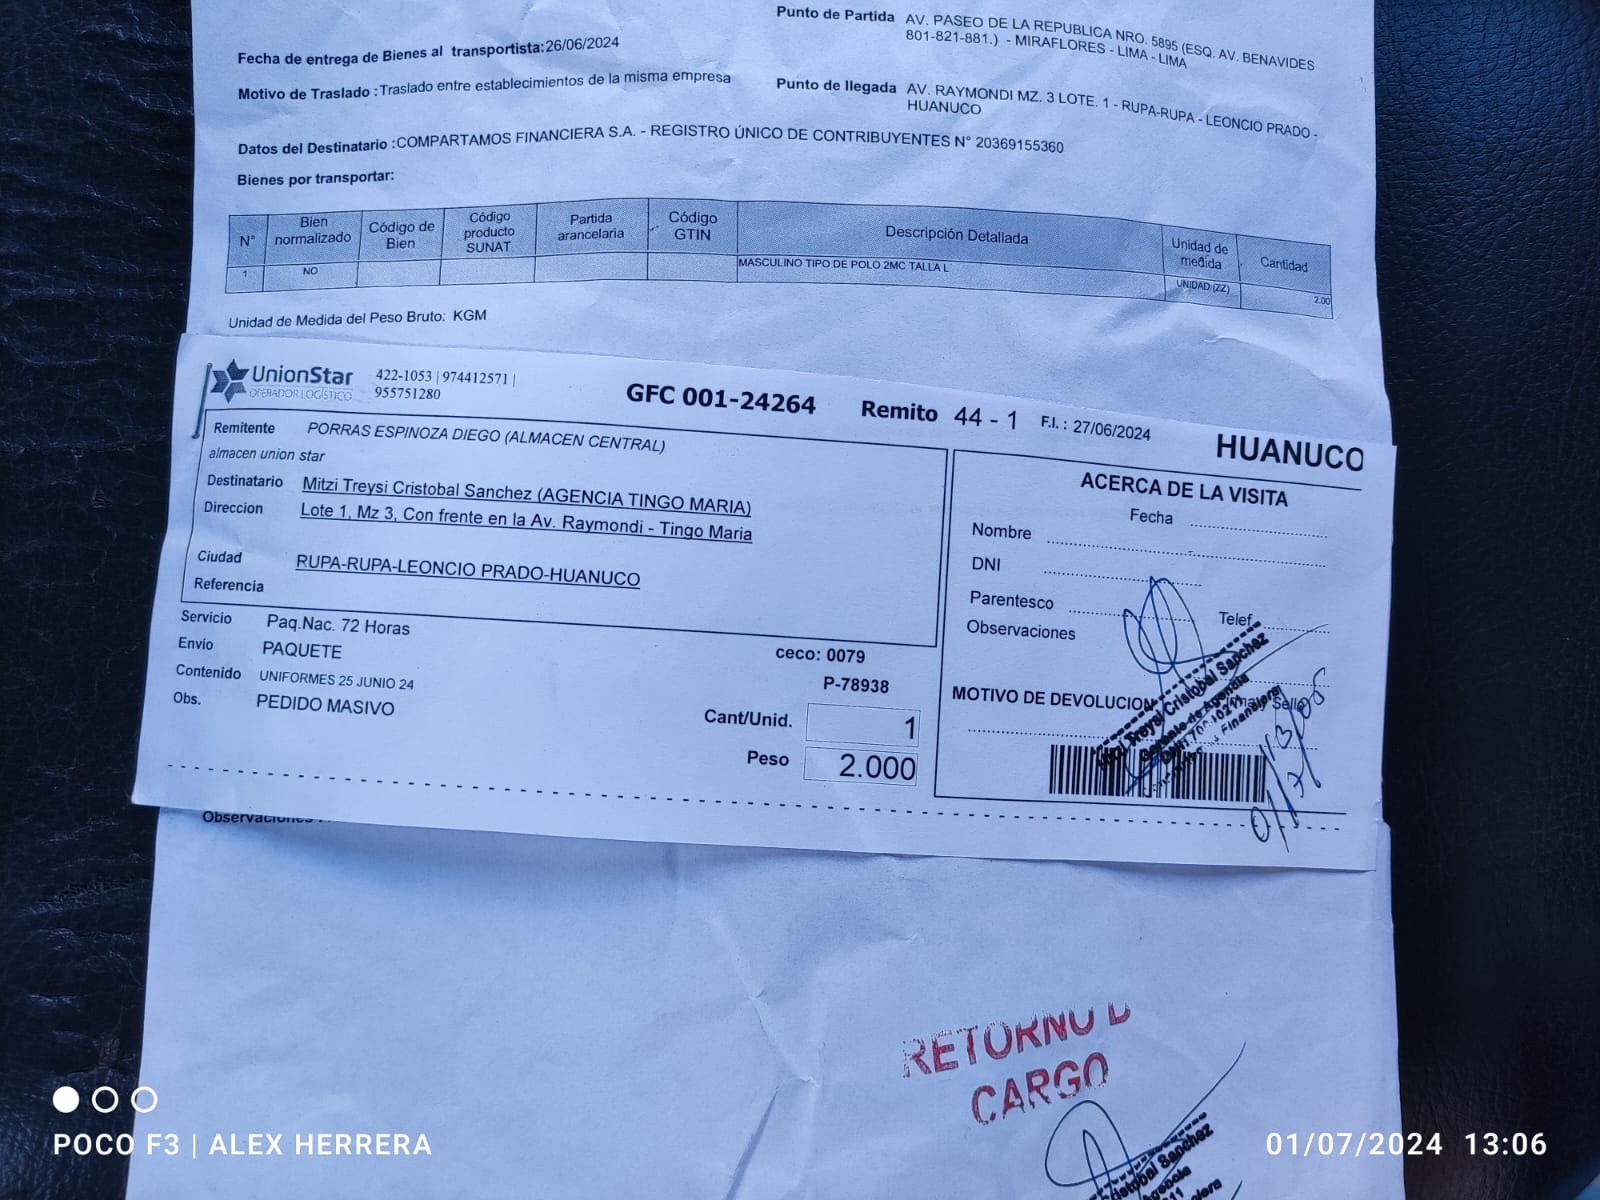 Punto de Partida AV. PASEO DE LA REPUBLICA NRO. 5895 (ESQ. AV. BENAVIDES
801-821-881.) - MIRAFLORES - LIMA - LIMA
Fecha de entrega de Bienes al transportista:26/06/2024
Motivo de Traslado :Traslado entre establecimientos de la misma empresa
Punto de llegada AV. RAYMONDI MZ. 3 LOTE. 1 - RUPA-RUPA - LEONCIO PRADO -
HUANUCO
Datos del Destinatario :COMPARTAMOS FINANCIERA S.A. - REGISTRO ÚNICO DE CONTRIBUYENTES N° 20369155360
Bienes por transportar:
N° Bien normalizado Código de Bien Código producto SUNAT Partida arancelaria Código GTIN Descripción Detallada Unidad de medida Cantidad
1 NO MASCULINO TIPO DE POLO 2MC TALLA L UNIDAD (ZZ) 2.00
Unidad de Medida del Peso Bruto: KGM
UnionStar
OPERADOR LOGÍSTICO
422-1053 | 974412571 |
955751280
GFC 001-24264 Remito 44 - 1 F.I. : 27/06/2024
HUANUCO
Remitente PORRAS ESPINOZA DIEGO (ALMACEN CENTRAL)
almacen union star
Destinatario Mitzi Treysi Cristobal Sanchez (AGENCIA TINGO MARIA)
Direccion Lote 1, Mz 3, Con frente en la Av. Raymondi - Tingo Maria
Ciudad RUPA-RUPA-LEONCIO PRADO-HUANUCO
Referencia
Servicio Paq.Nac. 72 Horas
Envio PAQUETE
Contenido UNIFORMES 25 JUNIO 24
Obs. PEDIDO MASIVO
ceco: 0079
P-78938
Cant/Unid. 1
Peso 2.000
ACERCA DE LA VISITA
Fecha
Nombre
DNI
Parentesco Telef.
Observaciones
MOTIVO DE DEVOLUCION
Sello
Treysi Cristobal Sanchez
Gerente de Agencia
Financiera
Observaciones
RETORNO D
CARGO
Sanchez
Agencia
POCO F3 | ALEX HERRERA
01/07/2024 13:06